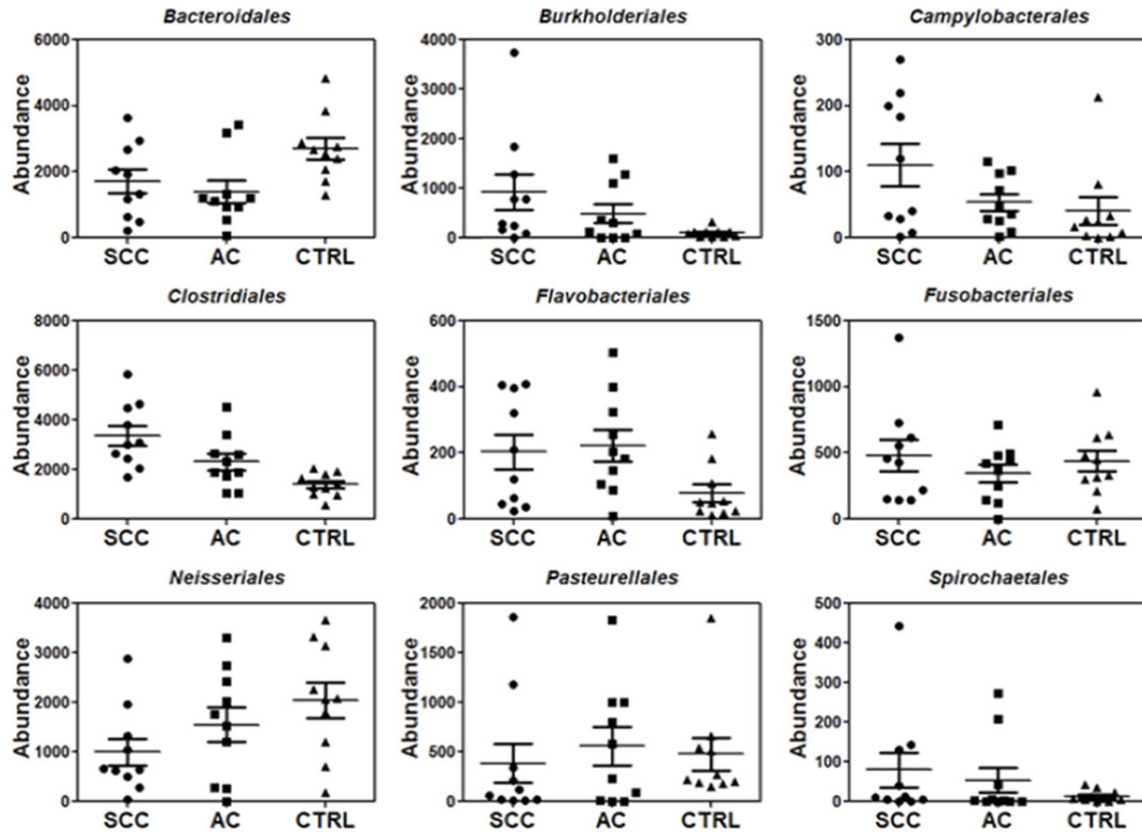 Bacteroidales
Abundance
6000
4000
2000
0
SCC AC CTRL
Burkholderiales
Abundance
4000
3000
2000
1000
0
SCC AC CTRL
Campylobacterales
Abundance
300
200
100
0
SCC AC CTRL
Clostridiales
Abundance
8000
6000
4000
2000
0
SCC AC CTRL
Flavobacteriales
Abundance
600
400
200
0
SCC AC CTRL
Fusobacteriales
Abundance
1500
1000
500
0
SCC AC CTRL
Neisseriales
Abundance
4000
3000
2000
1000
0
SCC AC CTRL
Pasteurellales
Abundance
2000
1500
1000
500
0
SCC AC CTRL
Spirochaetales
Abundance
500
400
300
200
100
0
SCC AC CTRL